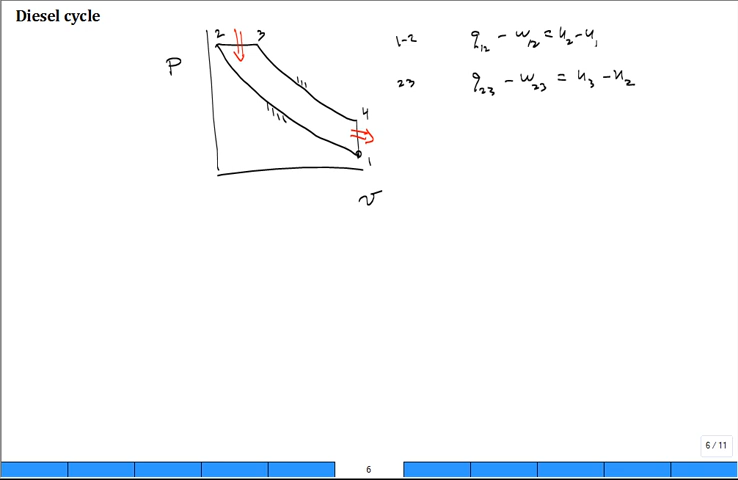 Diesel cycle
2 3
P
4
1
v
1-2 q12 - w12 = u2 - u1
23 q23 - w23 = u3 - u2
6 / 11
6